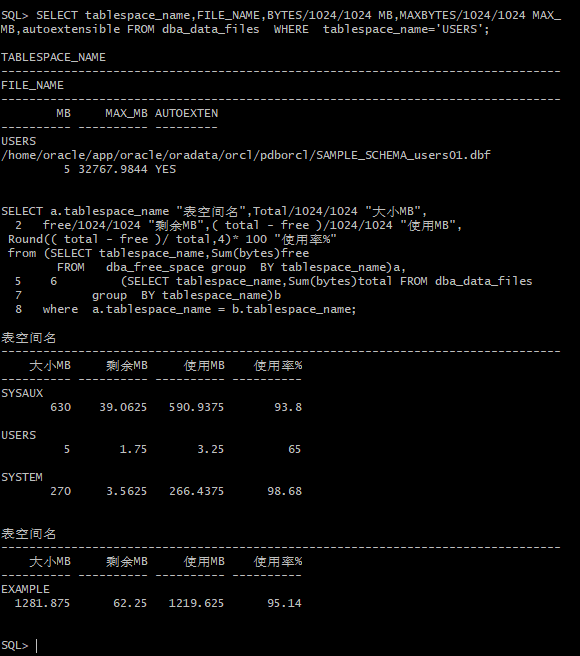 SQL> SELECT tablespace_name,FILE_NAME,BYTES/1024/1024 MB,MAXBYTES/1024/1024 MAX_
MB,autoextensible FROM dba_data_files  WHERE  tablespace_name='USERS';
TABLESPACE_NAME
--------------------------------------------------------------------------------
FILE_NAME
--------------------------------------------------------------------------------
        MB     MAX_MB AUTOEXTEN
---------- ---------- ---------
USERS
/home/oracle/app/oracle/oradata/orcl/pdborcl/SAMPLE_SCHEMA_users01.dbf
         5 32767.9844 YES
SELECT a.tablespace_name "表空间名",Total/1024/1024 "大小MB",
  2   free/1024/1024 "剩余MB",( total - free )/1024/1024 "使用MB",
 Round(( total - free )/ total,4)* 100 "使用率%"
 from (SELECT tablespace_name,Sum(bytes)free
        FROM   dba_free_space group  BY tablespace_name)a,
  5    6         (SELECT tablespace_name,Sum(bytes)total FROM dba_data_files
  7          group  BY tablespace_name)b
  8   where  a.tablespace_name = b.tablespace_name;
表空间名
--------------------------------------------------------------------------------
    大小MB     剩余MB     使用MB    使用率%
---------- ---------- ---------- ----------
SYSAUX
       630    39.0625   590.9375       93.8
USERS
         5       1.75       3.25         65
SYSTEM
       270     3.5625   266.4375      98.68
表空间名
--------------------------------------------------------------------------------
    大小MB     剩余MB     使用MB    使用率%
---------- ---------- ---------- ----------
EXAMPLE
  1281.875      62.25   1219.625      95.14
SQL>